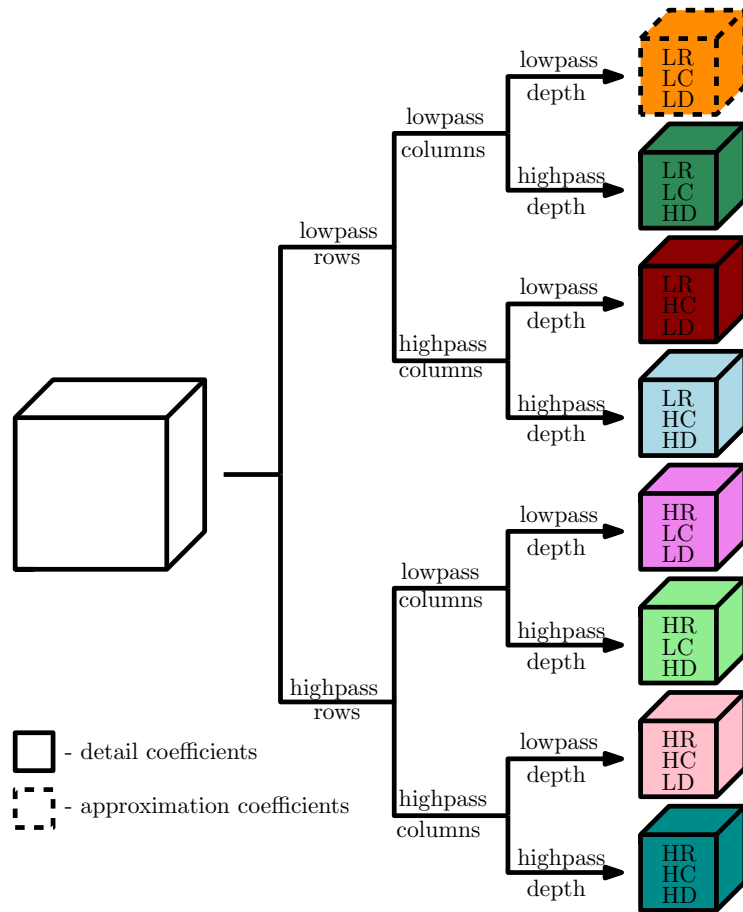 lowpass
depth
LR
LC
LD
lowpass
columns
highpass
depth
LR
LC
HD
lowpass
rows
lowpass
depth
LR
HC
LD
highpass
columns
highpass
depth
LR
HC
HD
lowpass
depth
HR
LC
LD
lowpass
columns
highpass
depth
HR
LC
HD
highpass
rows
lowpass
depth
HR
HC
LD
highpass
columns
highpass
depth
HR
HC
HD
- detail coefficients
- approximation coefficients